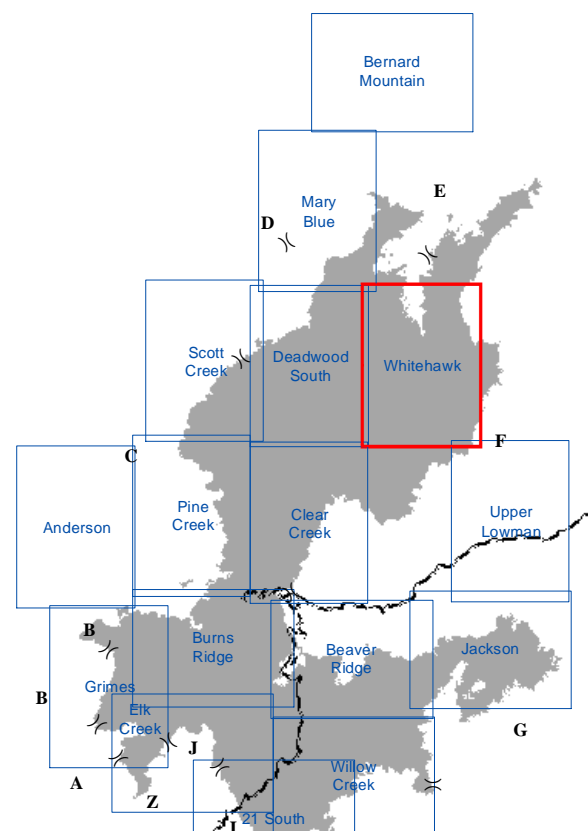 Bernard
Mountain
E
Mary
Blue
D
Scott
Creek
Deadwood
South
Whitehawk
F
C
Pine
Creek
Clear
Creek
Upper
Lowman
Anderson
B
Burns
Ridge
Beaver
Ridge
Jackson
B
Grimes
Elk
Creek
G
J
A
Z
Willow
Creek
21 South